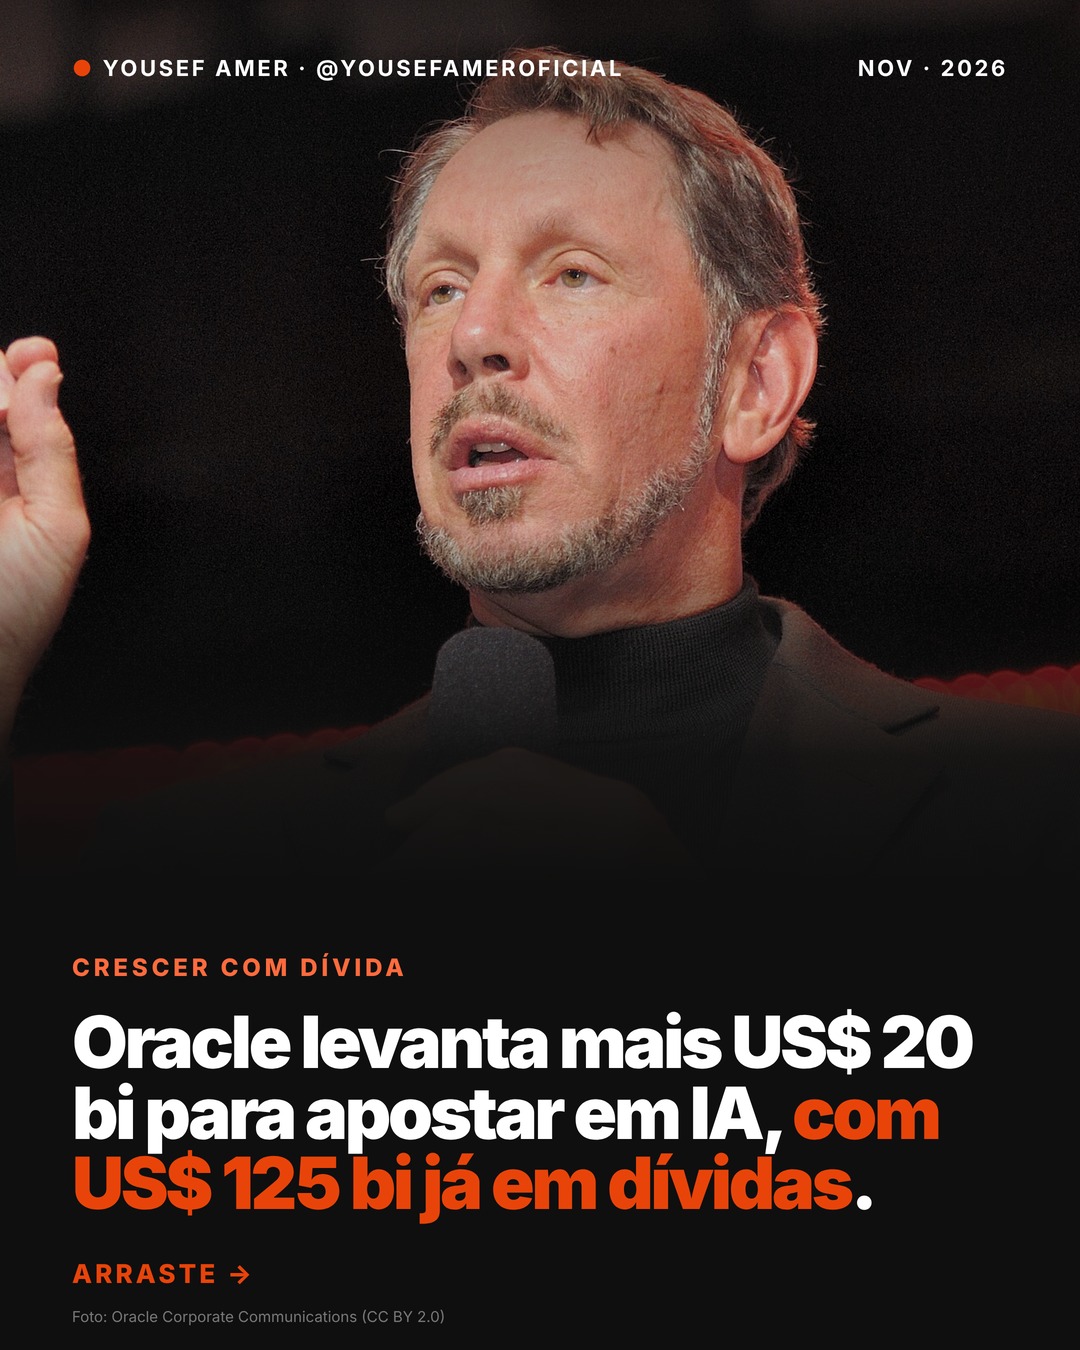 YOUSEF AMER · @YOUSEFAMEROFICIAL
NOV · 2026
CRESCER COM DÍVIDA
Oracle levanta mais US$ 20
bi para apostar em IA, com
US$ 125 bi já em dívidas.
ARRASTE →
Foto: Oracle Corporate Communications (CC BY 2.0)